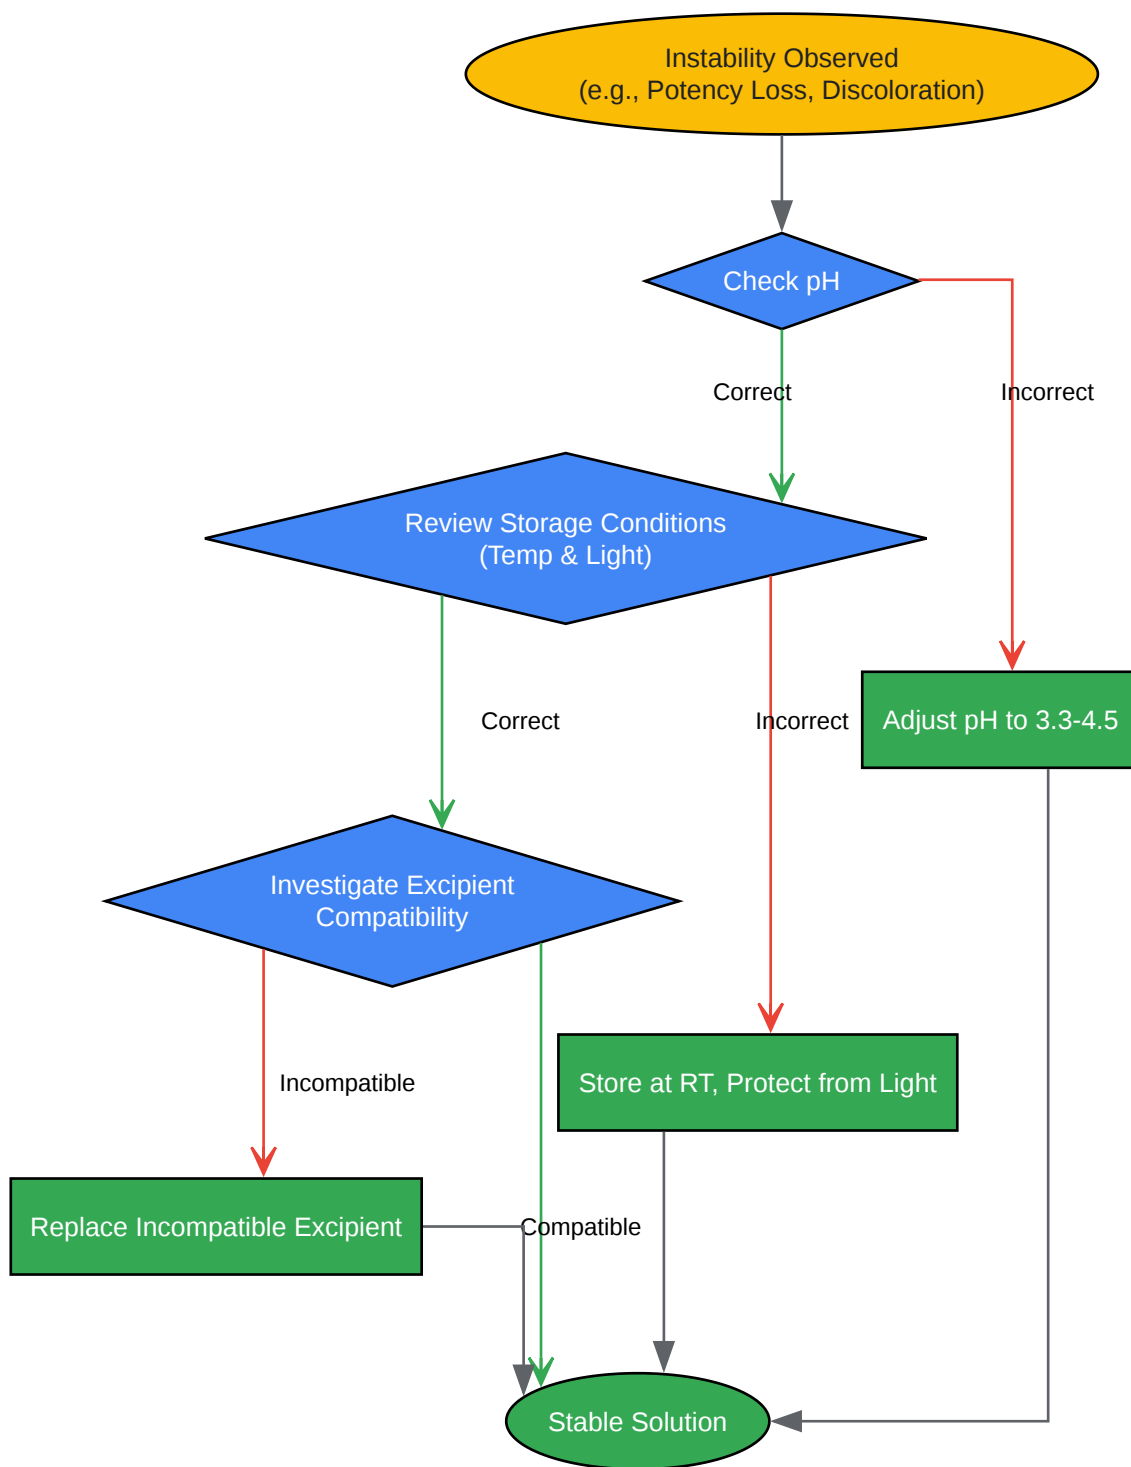 Instability Observed
(e.g., Potency Loss, Discoloration)
Check pH
Correct
Incorrect
Review Storage Conditions
(Temp & Light)
Correct
Incorrect
Adjust pH to 3.3-4.5
Investigate Excipient
Compatibility
Incompatible
Store at RT, Protect from Light
Replace Incompatible Excipient
Compatible
Stable Solution